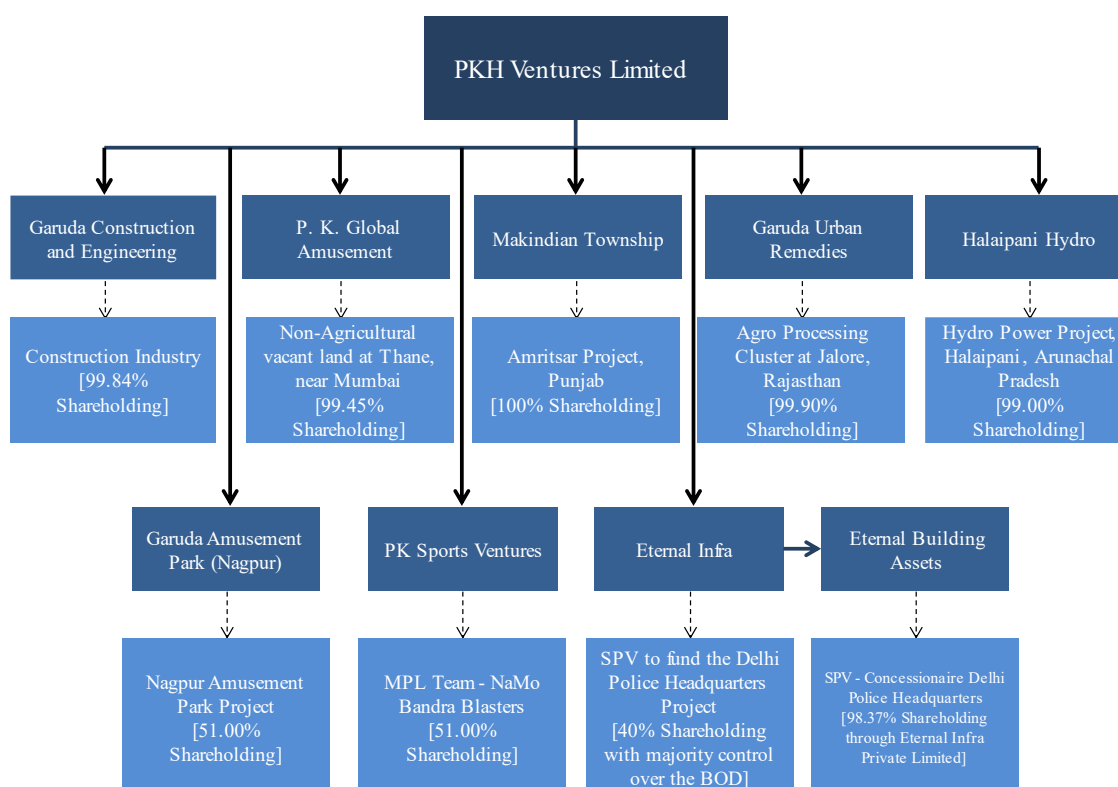 PKH Ventures Limited
Garuda Construction
and Engineering
P. K. Global
Amusement
Makindian Township
Garuda Urban
Remedies
Halaipani Hydro
Construction Industry
[99.84%
Shareholding]
Non-Agricultural
vacant land at Thane,
near Mumbai
[99.45%
Shareholding]
Amritsar Project,
Punjab
[100% Shareholding]
Agro Processing
Cluster at Jalore,
Rajasthan
[99.90%
Shareholding]
Hydro Power Project,
Halaipani, Arunachal
Pradesh
[99.00%
Shareholding]
Garuda Amusement
Park (Nagpur)
PK Sports Ventures
Eternal Infra
Eternal Building
Assets
Nagpur Amusement
Park Project
[51.00%
Shareholding]
MPL Team - NaMo
Bandra Blasters
[51.00%
Shareholding]
SPV to fund the Delhi
Police Headquarters
Project
[40% Shareholding
with majority control
over the BOD]
SPV - Concessionaire Delhi
Police Headquarters
[98.37% Shareholding
through Eternal Infra
Private Limited]